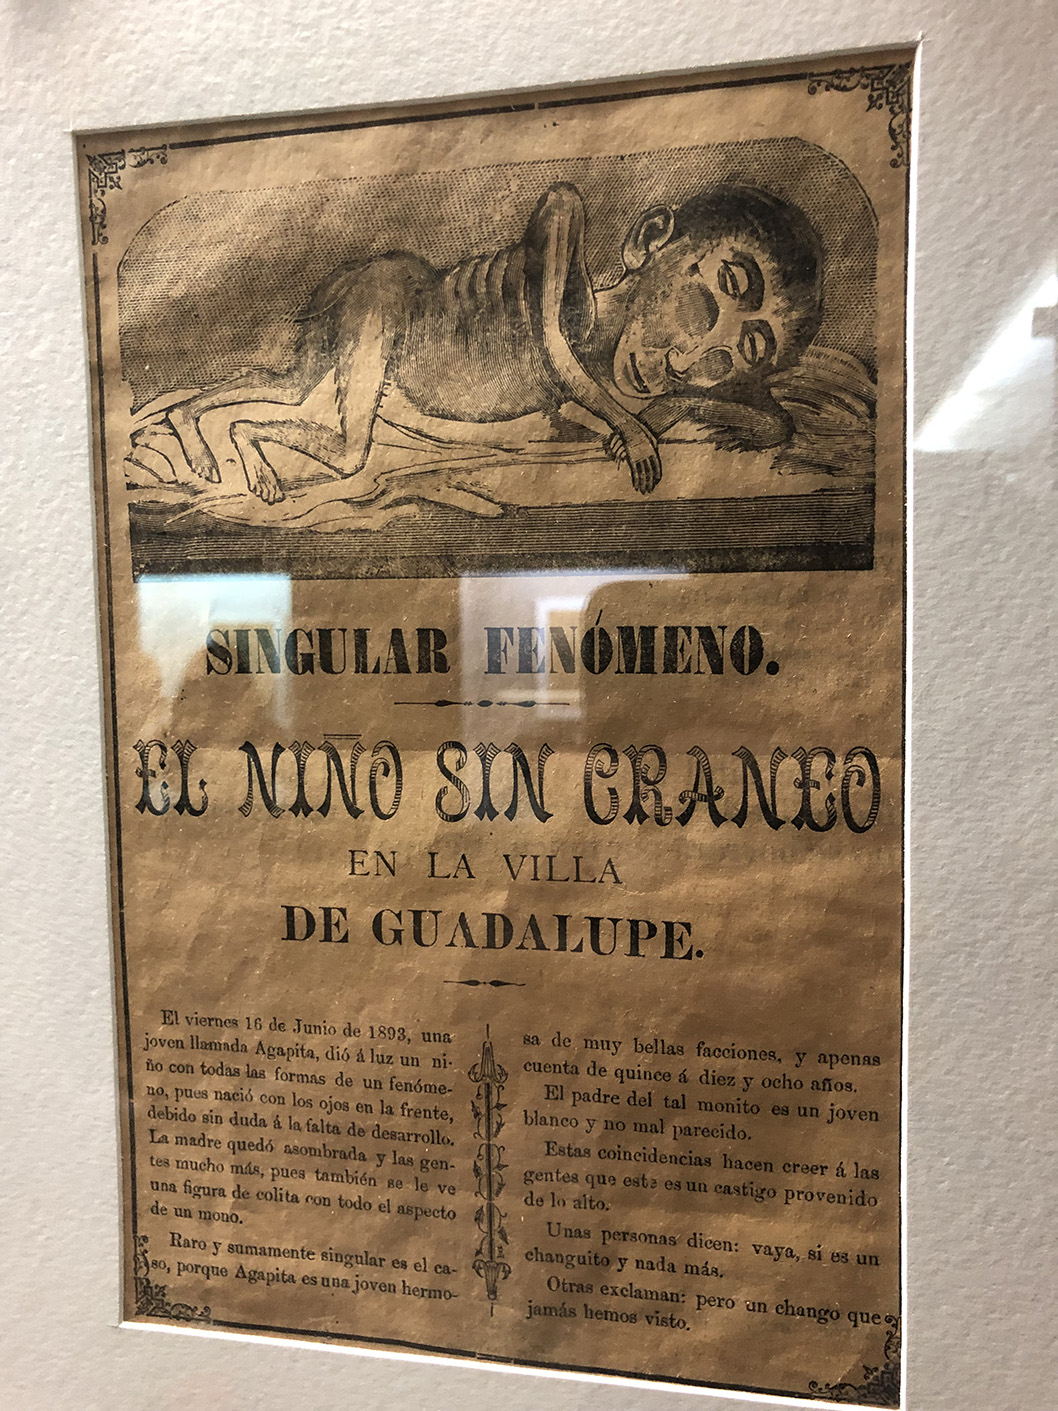 SINGULAR FENÓMENO.
EL NIÑO SIN CRANEO
EN LA VILLA
DE GUADALUPE.
El viernes 16 de Junio de 1893, una
joven llamada Agapita, dió á luz un ni-
ño con todas las formas de un fenóme-
no, pues nació con los ojos en la frente,
debido sin duda á la falta de desarrollo.
La madre quedó asombrada y las gen-
tes mucho más, pues también se le ve
una figura de colita con todo el aspecto
de un mono.
Raro y sumamente singular es el ca-
so, porque Agapita es una joven hermo-
sa de muy bellas facciones, y apenas
cuenta de quince á diez y ocho años.
El padre del tal monito es un joven
blanco y no mal parecido.
Estas coincidencias hacen creer á las
gentes que este es un castigo provenido
de lo alto.
Unas personas dicen: vaya, si es un
changuito y nada más.
Otras exclaman: pero un chango que
jamás hemos visto.